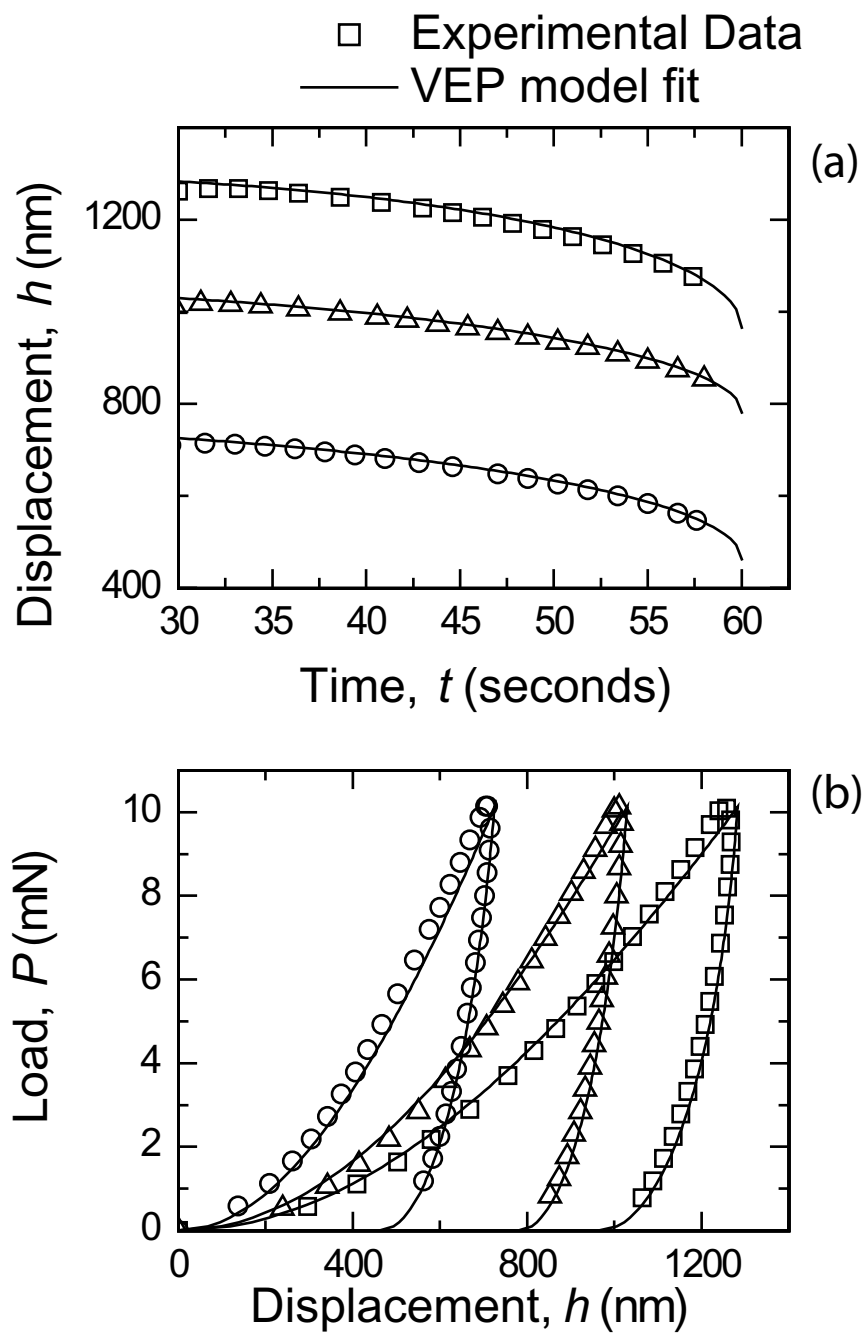 Experimental Data
VEP model fit
(a)
Displacement, h (nm)
1200
800
400
30 35 40 45 50 55 60
Time, t (seconds)
(b)
Load, P (mN)
10
8
6
4
2
0
0 400 800 1200
Displacement, h (nm)